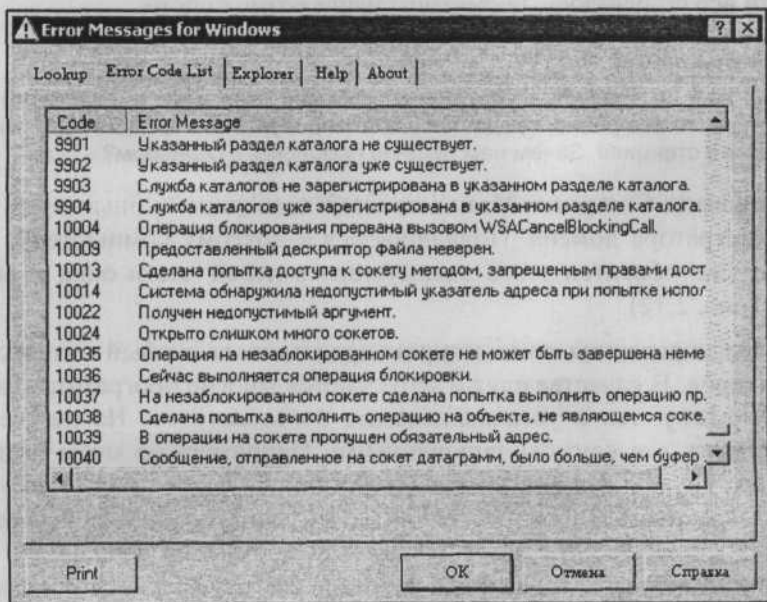 Error Messages for Windows
Lookup Error Code List Explorer Help About
Code Error Message
9901 Указанный раздел каталога не существует.
9902 Указанный раздел каталога уже существует.
9903 Служба каталогов не зарегистрирована в указанном разделе каталога.
9904 Служба каталогов уже зарегистрирована в указанном разделе каталога.
10004 Операция блокирования прервана вызовом WSACancelBlockingCall.
10009 Предоставленный дескриптор файла неверен.
10013 Сделана попытка доступа к сокету методом, запрещенным правами дост
10014 Система обнаружила недопустимый указатель адреса при попытке испол
10022 Получен недопустимый аргумент.
10024 Открыто слишком много сокетов.
10035 Операция на незаблокированном сокете не может быть завершена неме
10036 Сейчас выполняется операция блокировки.
10037 На незаблокированном сокете сделана попытка выполнить операцию пр.
10038 Сделана попытка выполнить операцию на объекте, не являющемся соке.
10039 В операции на сокете пропущен обязательный адрес.
10040 Сообщение, отправленное на сокет датаграмм, было больше, чем буфер
Print OK Отмена Справка